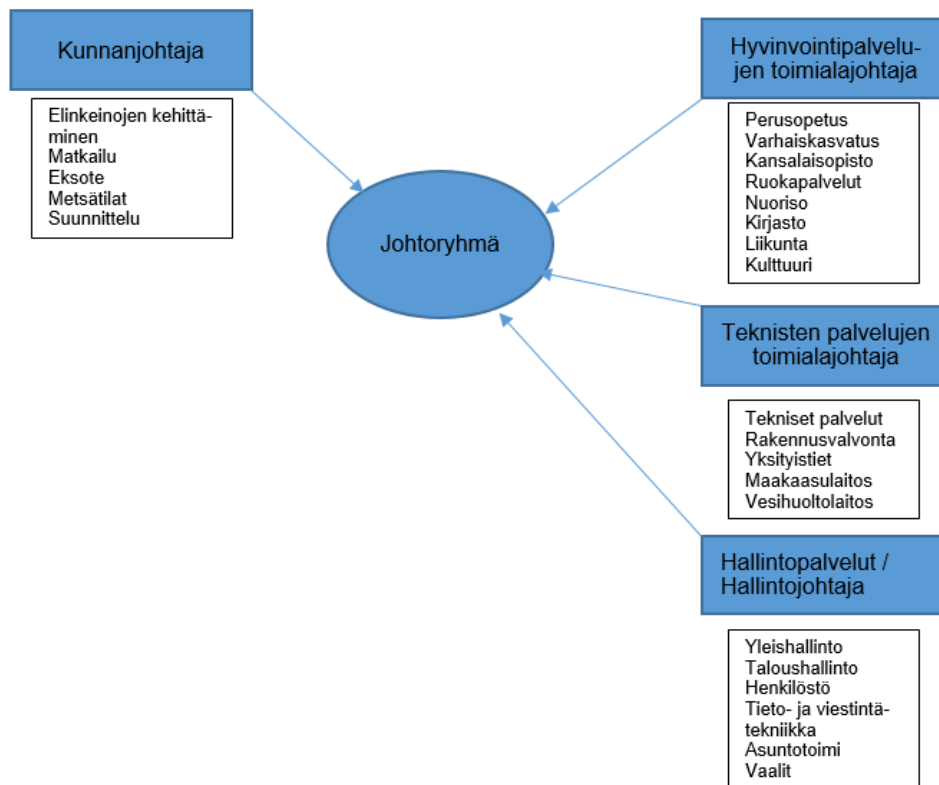 Kunnanjohtaja
Elinkeinojen kehittä-
minen
Matkailu
Eksote
Metsätilat
Suunnittelu
Johtoryhmä
Hyvinvointipalvelu-
jen toimialajohtaja
Perusopetus
Varhaiskasvatus
Kansalaisopisto
Ruokapalvelut
Nuoriso
Kirjasto
Liikunta
Kulttuuri
Teknisten palvelujen
toimialajohtaja
Tekniset palvelut
Rakennusvalvonta
Yksityistiet
Maakaasulaitos
Vesihuoltolaitos
Hallintopalvelut /
Hallintojohtaja
Yleishallinto
Taloushallinto
Henkilöstö
Tieto- ja viestintä-
tekniikka
Asuntotoimi
Vaalit